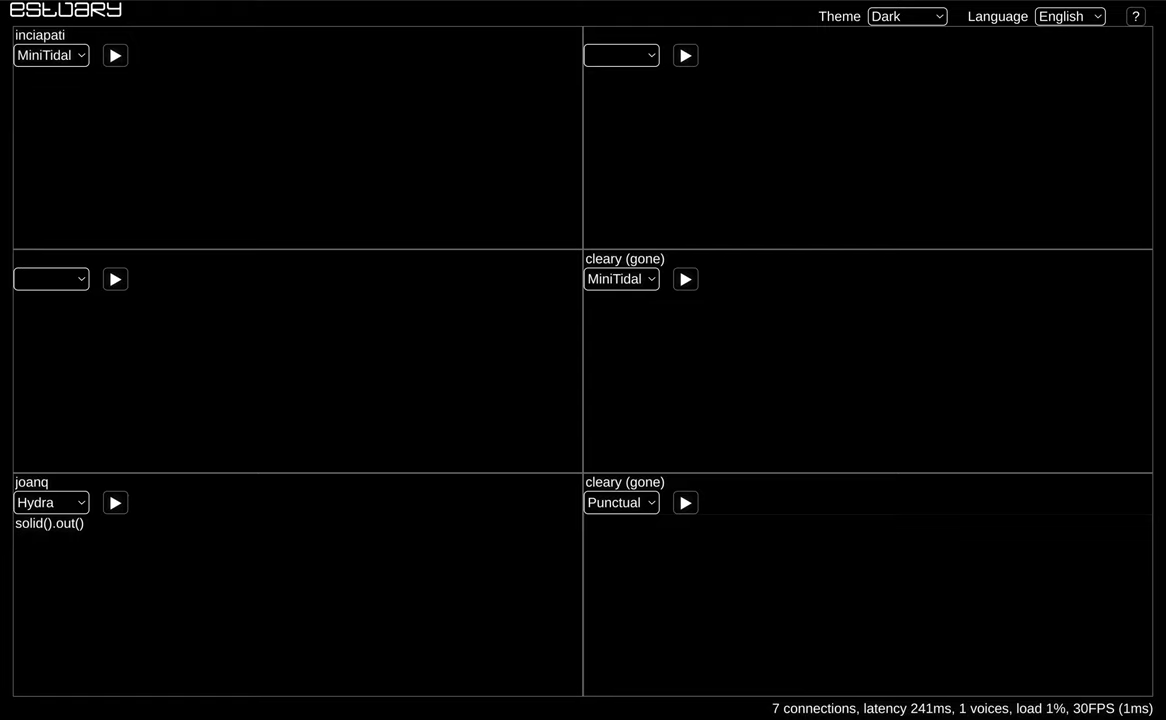 estuary
Theme Dark Language English ?
inciapati
MiniTidal
cleary (gone)
MiniTidal
joanq
Hydra
solid().out()
cleary (gone)
Punctual
7 connections, latency 241ms, 1 voices, load 1%, 30FPS (1ms)